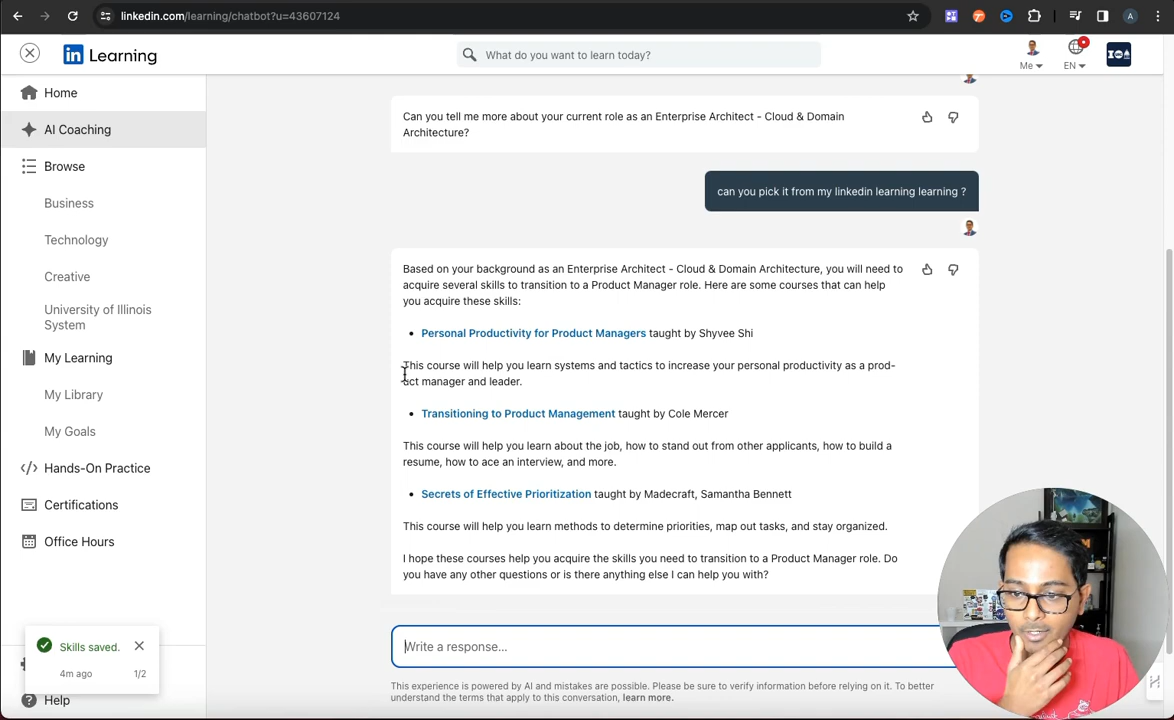 linkedin.com/learning/chatbot?u=43607124
A
in Learning
What do you want to learn today?
Me
EN
Home
AI Coaching
Browse
Business
Technology
Creative
University of Illinois
System
My Learning
My Library
My Goals
Hands-On Practice
Certifications
Office Hours
Skills saved.
4m ago
1/2
Help
Can you tell me more about your current role as an Enterprise Architect - Cloud & Domain
Architecture?
can you pick it from my linkedin learning learning ?
Based on your background as an Enterprise Architect - Cloud & Domain Architecture, you will need to
acquire several skills to transition to a Product Manager role. Here are some courses that can help
you acquire these skills:
• Personal Productivity for Product Managers taught by Shyvee Shi
This course will help you learn systems and tactics to increase your personal productivity as a prod-
uct manager and leader.
• Transitioning to Product Management taught by Cole Mercer
This course will help you learn about the job, how to stand out from other applicants, how to build a
resume, how to ace an interview, and more.
• Secrets of Effective Prioritization taught by Madecraft, Samantha Bennett
This course will help you learn methods to determine priorities, map out tasks, and stay organized.
I hope these courses help you acquire the skills you need to transition to a Product Manager role. Do
you have any other questions or is there anything else I can help you with?
Write a response...
This experience is powered by AI and mistakes are possible. Please be sure to verify information before relying on it. To better
understand the terms that apply to this conversation, learn more.